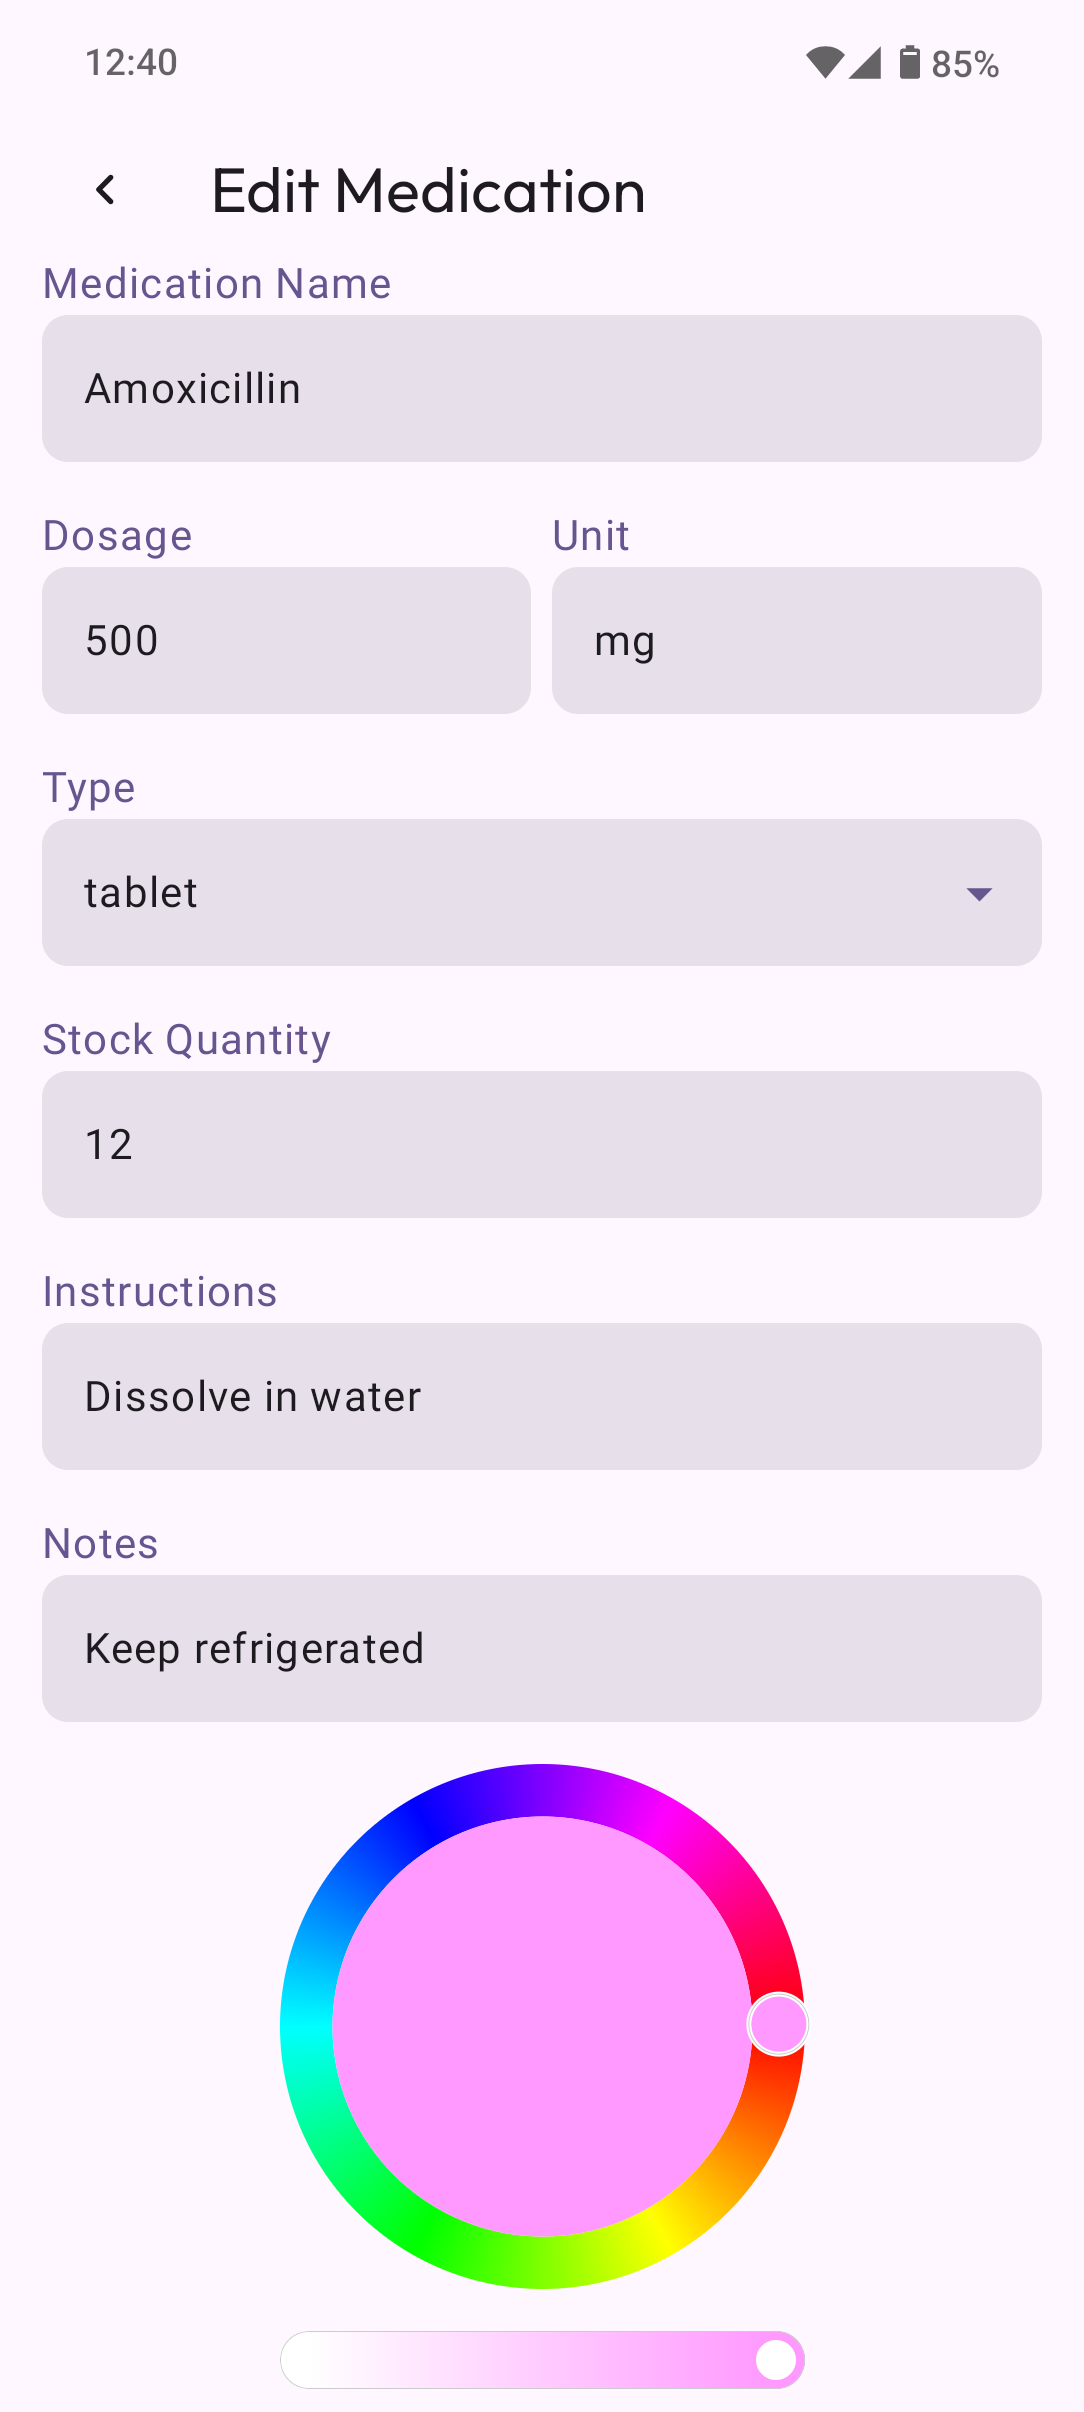 12:40 85%
Edit Medication
Medication Name
Amoxicillin
Dosage Unit
500 mg
Type
tablet
Stock Quantity
12
Instructions
Dissolve in water
Notes
Keep refrigerated